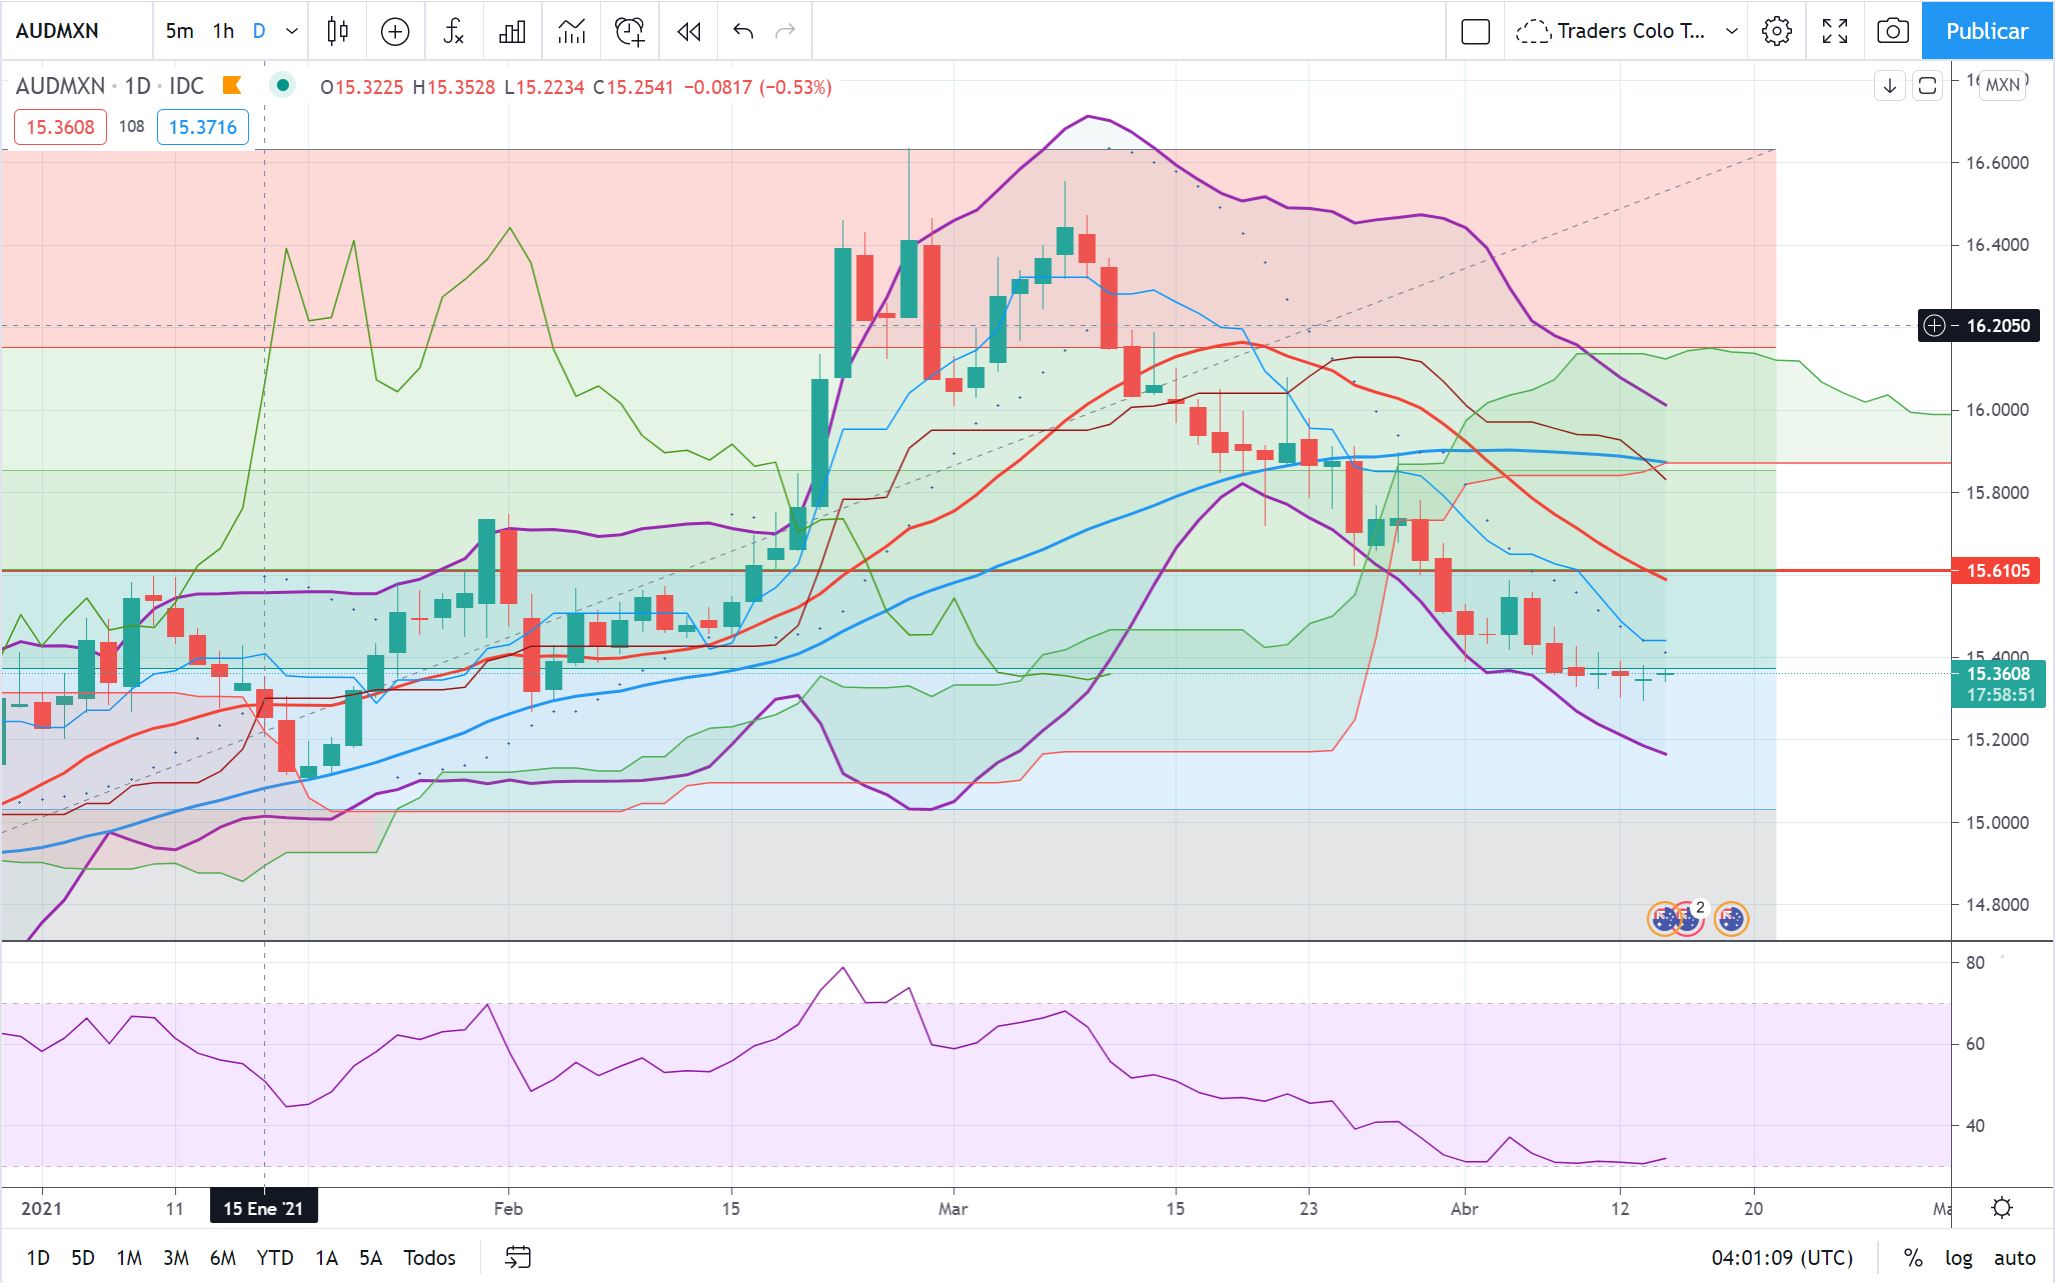 AUDMXN 5m 1h D Traders Colo T... Publicar
AUDMXN · 1D · IDC O15.3225 H15.3528 L15.2234 C15.2541 −0.0817 (−0.53%)
15.3608 108 15.3716
MXN
16.6000
16.4000
16.2050
16.0000
15.8000
15.6105
15.4000
15.3608
17:58:51
15.2000
15.0000
14.8000
2
80
60
40
2021 11 15 Ene '21 Feb 15 Mar 15 23 Abr 12 20
1D 5D 1M 3M 6M YTD 1A 5A Todos 04:01:09 (UTC) % log auto